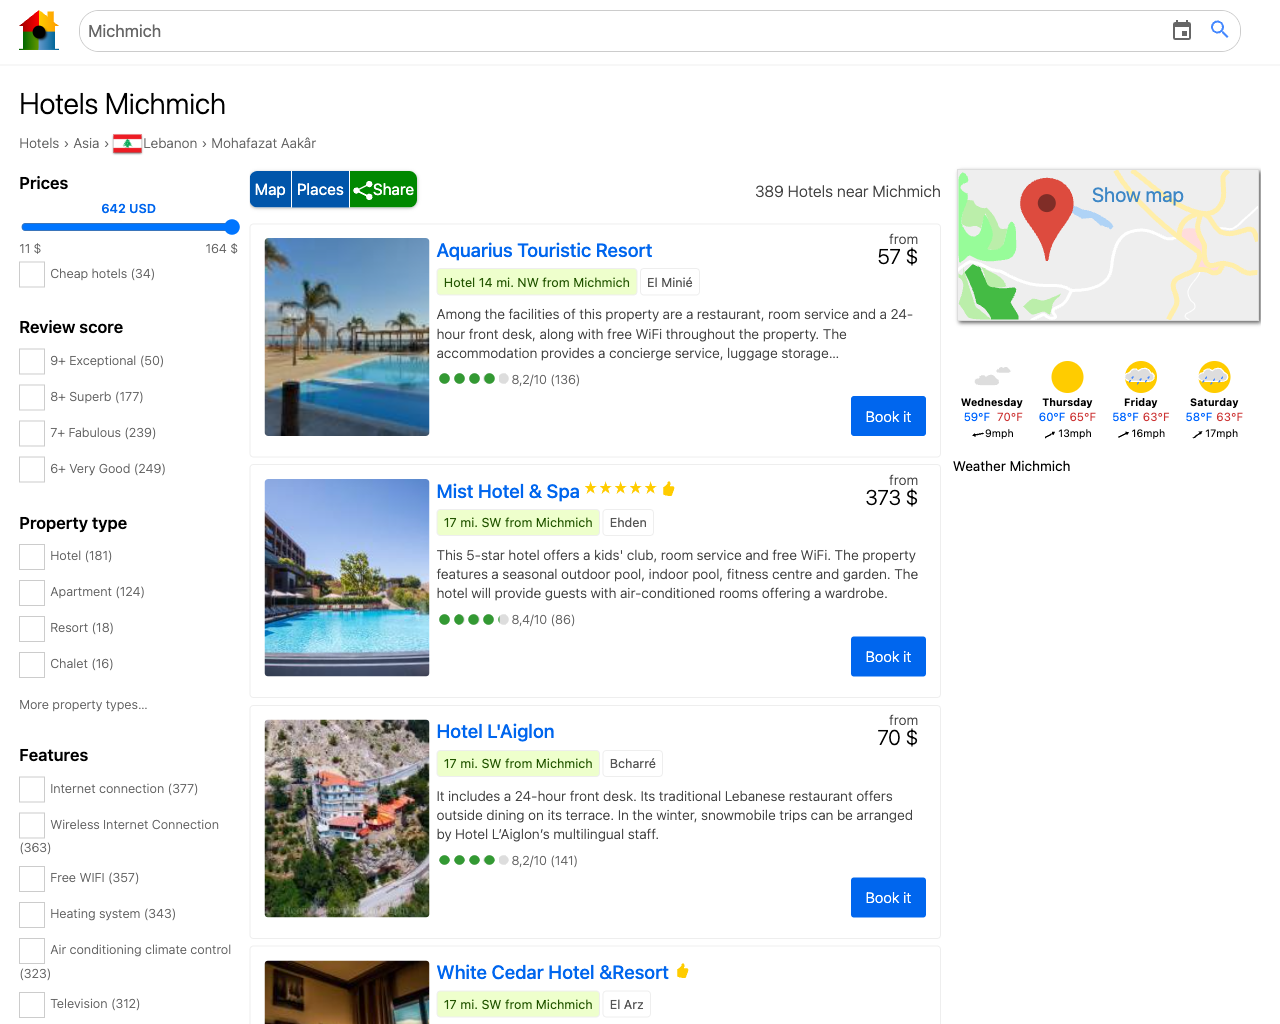 Michmich
Hotels Michmich
Hotels › Asia › Lebanon › Mohafazat Aakâr
Prices
642 USD
11 $ 164 $
Cheap hotels (34)
Review score
9+ Exceptional (50)
8+ Superb (177)
7+ Fabulous (239)
6+ Very Good (249)
Property type
Hotel (181)
Apartment (124)
Resort (18)
Chalet (16)
More property types...
Features
Internet connection (377)
Wireless Internet Connection
(363)
Free WIFI (357)
Heating system (343)
Air conditioning climate control
(323)
Television (312)
Map Places Share
389 Hotels near Michmich
Aquarius Touristic Resort
from
57 $
Hotel 14 mi. NW from Michmich El Minié
Among the facilities of this property are a restaurant, room service and a 24-
hour front desk, along with free WiFi throughout the property. The
accommodation provides a concierge service, luggage storage...
8,2/10 (136)
Book it
Mist Hotel & Spa
from
373 $
17 mi. SW from Michmich Ehden
This 5-star hotel offers a kids' club, room service and free WiFi. The property
features a seasonal outdoor pool, indoor pool, fitness centre and garden. The
hotel will provide guests with air-conditioned rooms offering a wardrobe.
8,4/10 (86)
Book it
Hotel L'Aiglon
from
70 $
17 mi. SW from Michmich Bcharré
It includes a 24-hour front desk. Its traditional Lebanese restaurant offers
outside dining on its terrace. In the winter, snowmobile trips can be arranged
by Hotel L’Aiglon’s multilingual staff.
8,2/10 (141)
Book it
White Cedar Hotel &Resort
17 mi. SW from Michmich El Arz
Show map
Wednesday Thursday Friday Saturday
59°F 70°F 60°F 65°F 58°F 63°F 58°F 63°F
9mph 13mph 16mph 17mph
Weather Michmich